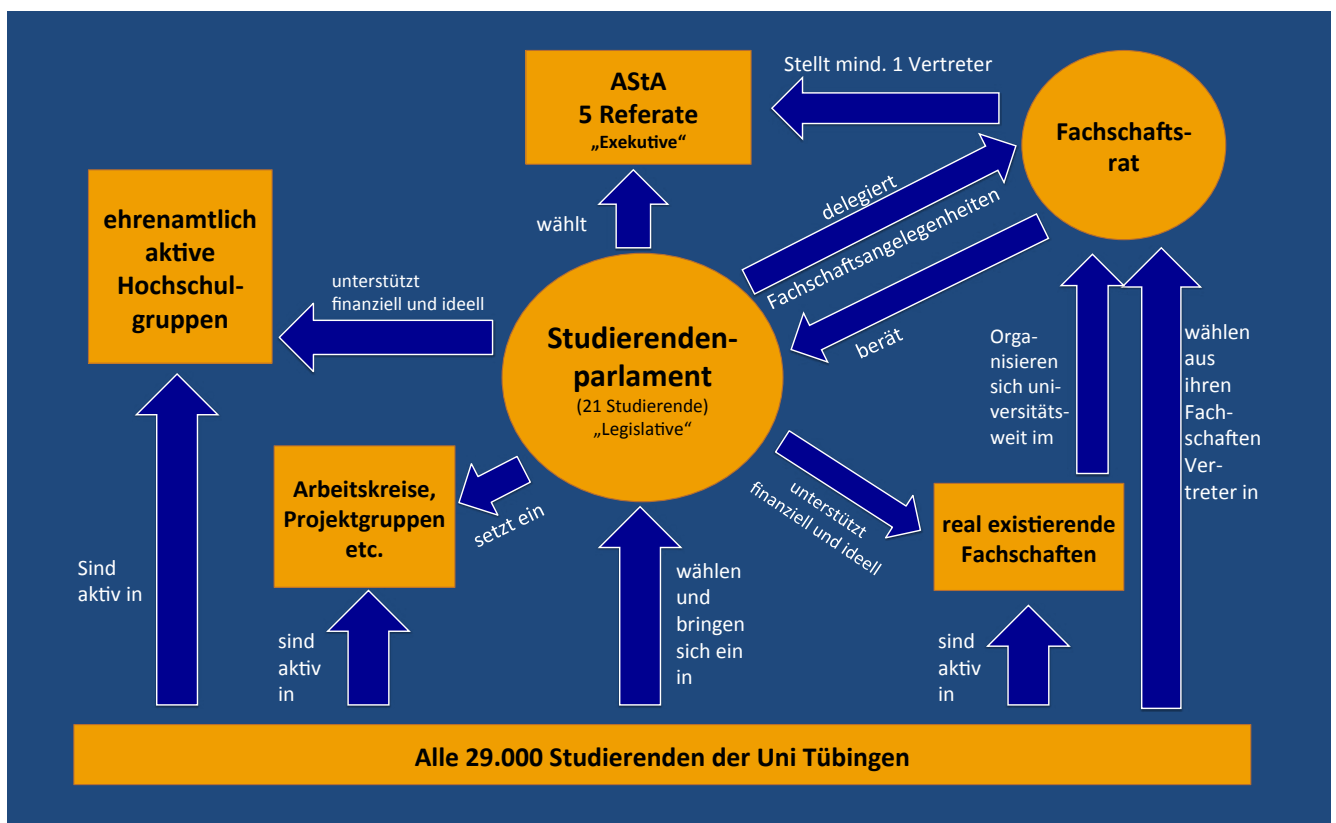 AStA
5 Referate
„Exekutive“
Stellt mind. 1 Vertreter
Fachschafts-
rat
ehrenamtlich
aktive
Hochschul-
gruppen
wählt
delegiert
Fachschaftsangelegenheiten
berät
unterstützt
finanziell und ideell
Studierenden-
parlament
(21 Studierende)
„Legislative“
Orga-
nisieren
sich uni-
versitäts-
weit im
wählen
aus
ihren
Fach-
schaften
Ver-
treter in
Arbeitskreise,
Projektgruppen
etc.
setzt ein
unterstützt
finanziell und ideell
real existierende
Fachschaften
Sind
aktiv in
sind
aktiv
in
wählen
und
bringen
sich ein
in
sind
aktiv
in
Alle 29.000 Studierenden der Uni Tübingen